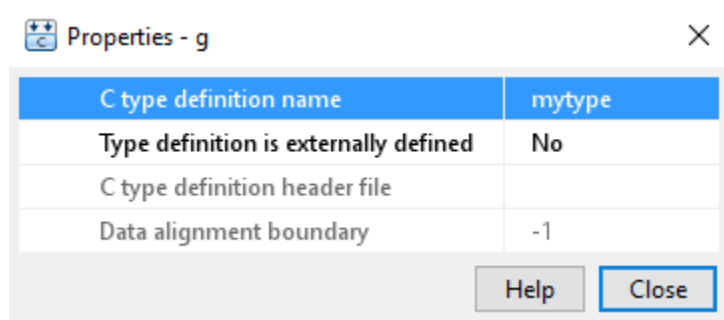 Properties - g
C type definition name mytype
Type definition is externally defined No
C type definition header file
Data alignment boundary -1
Help Close